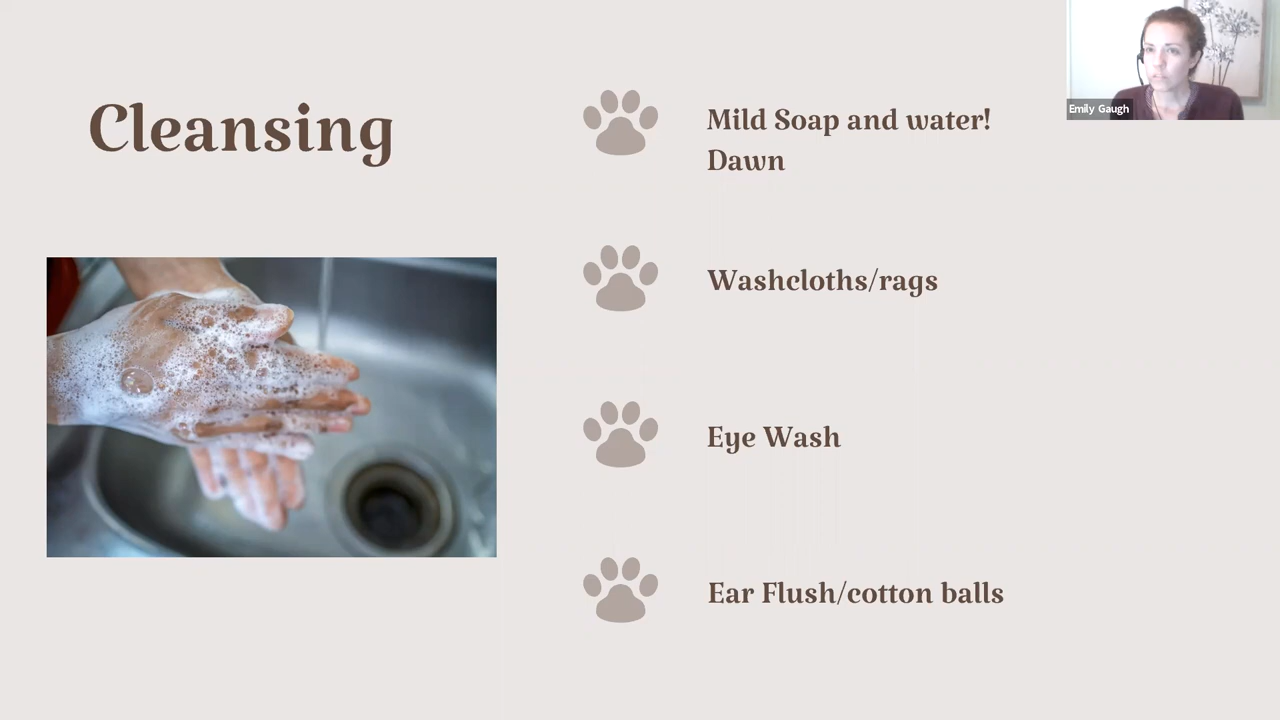 Cleansing
Mild Soap and water!
Dawn
Washcloths/rags
Eye Wash
Ear Flush/cotton balls
Emily Gaugh